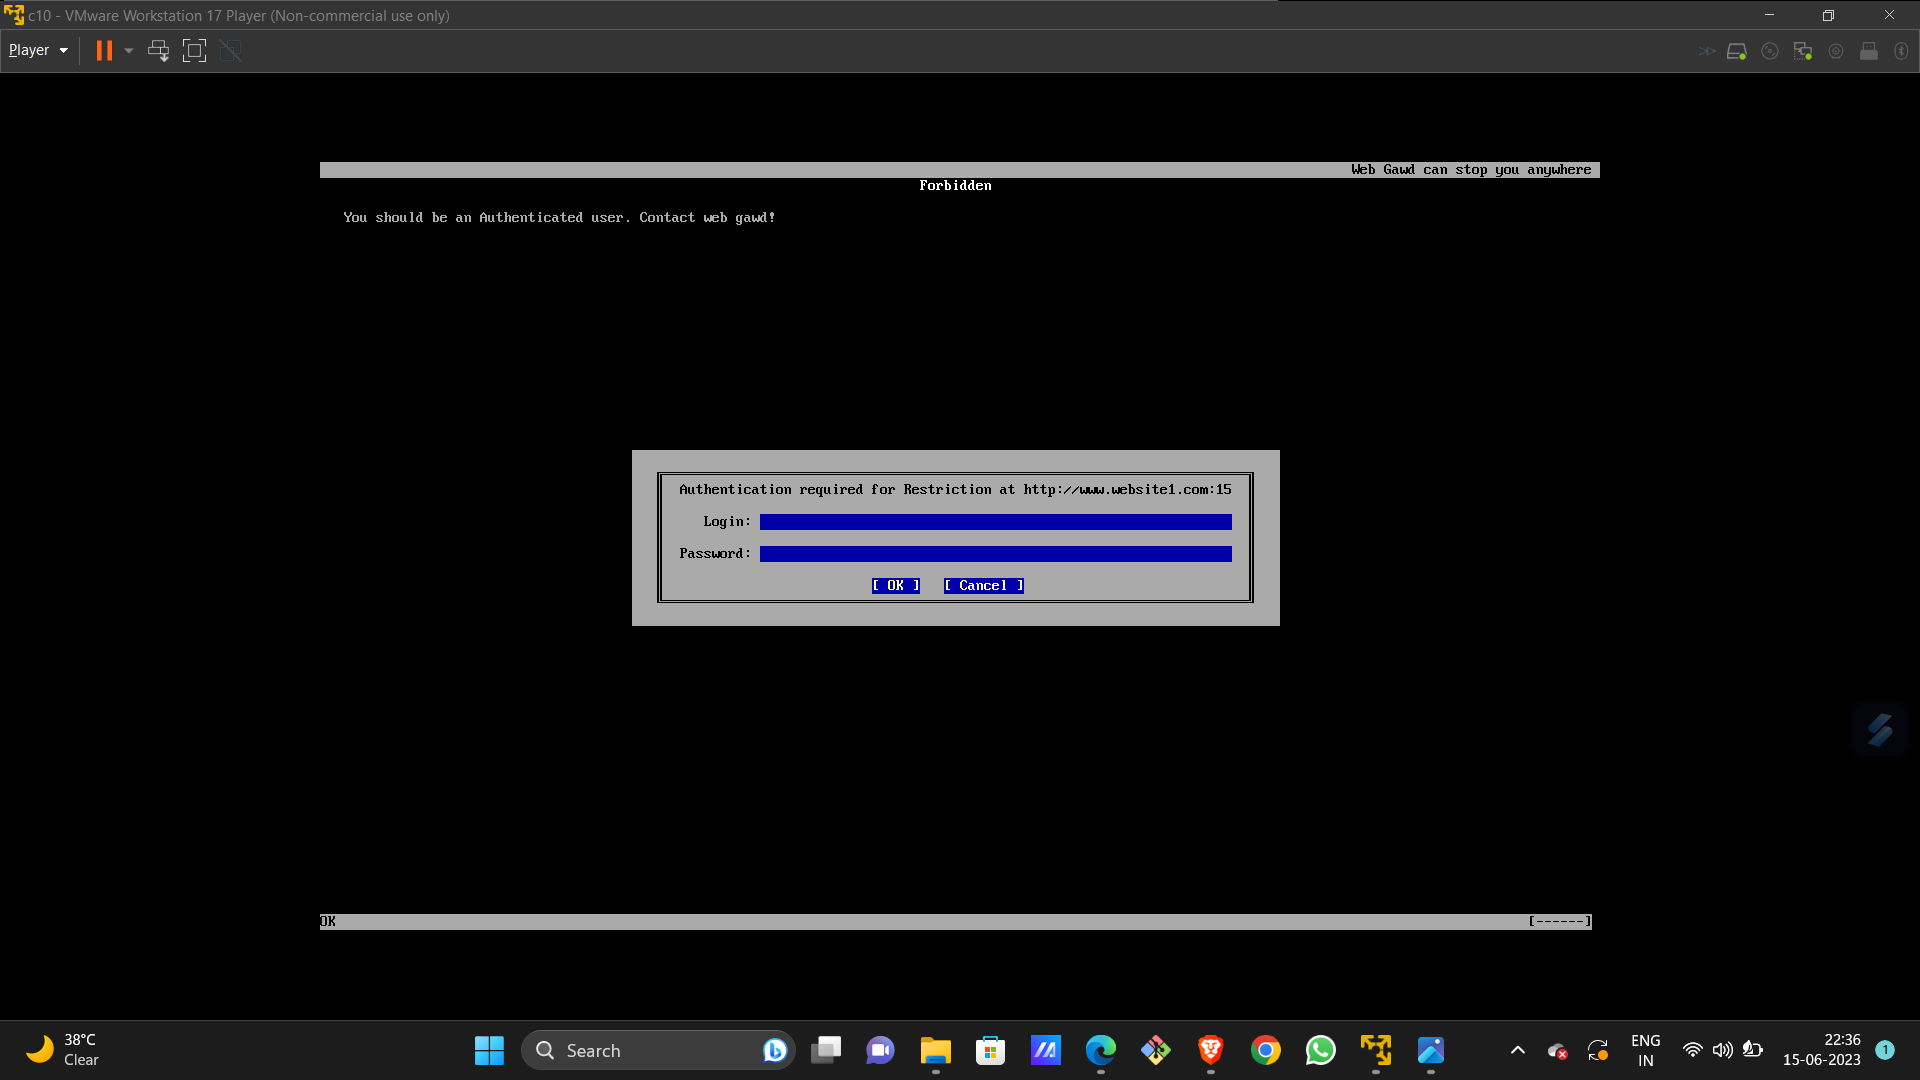 c10 - VMware Workstation 17 Player (Non-commercial use only)
Player
Web Gawd can stop you anywhere
Forbidden
You should be an Authenticated user. Contact web gawd!
Authentication required for Restriction at http://www.website1.com:15
Login:
Password:
[ OK ] [ Cancel ]
OK [------]
38°C
Clear
Search
ENG
IN
22:36
15-06-2023
1